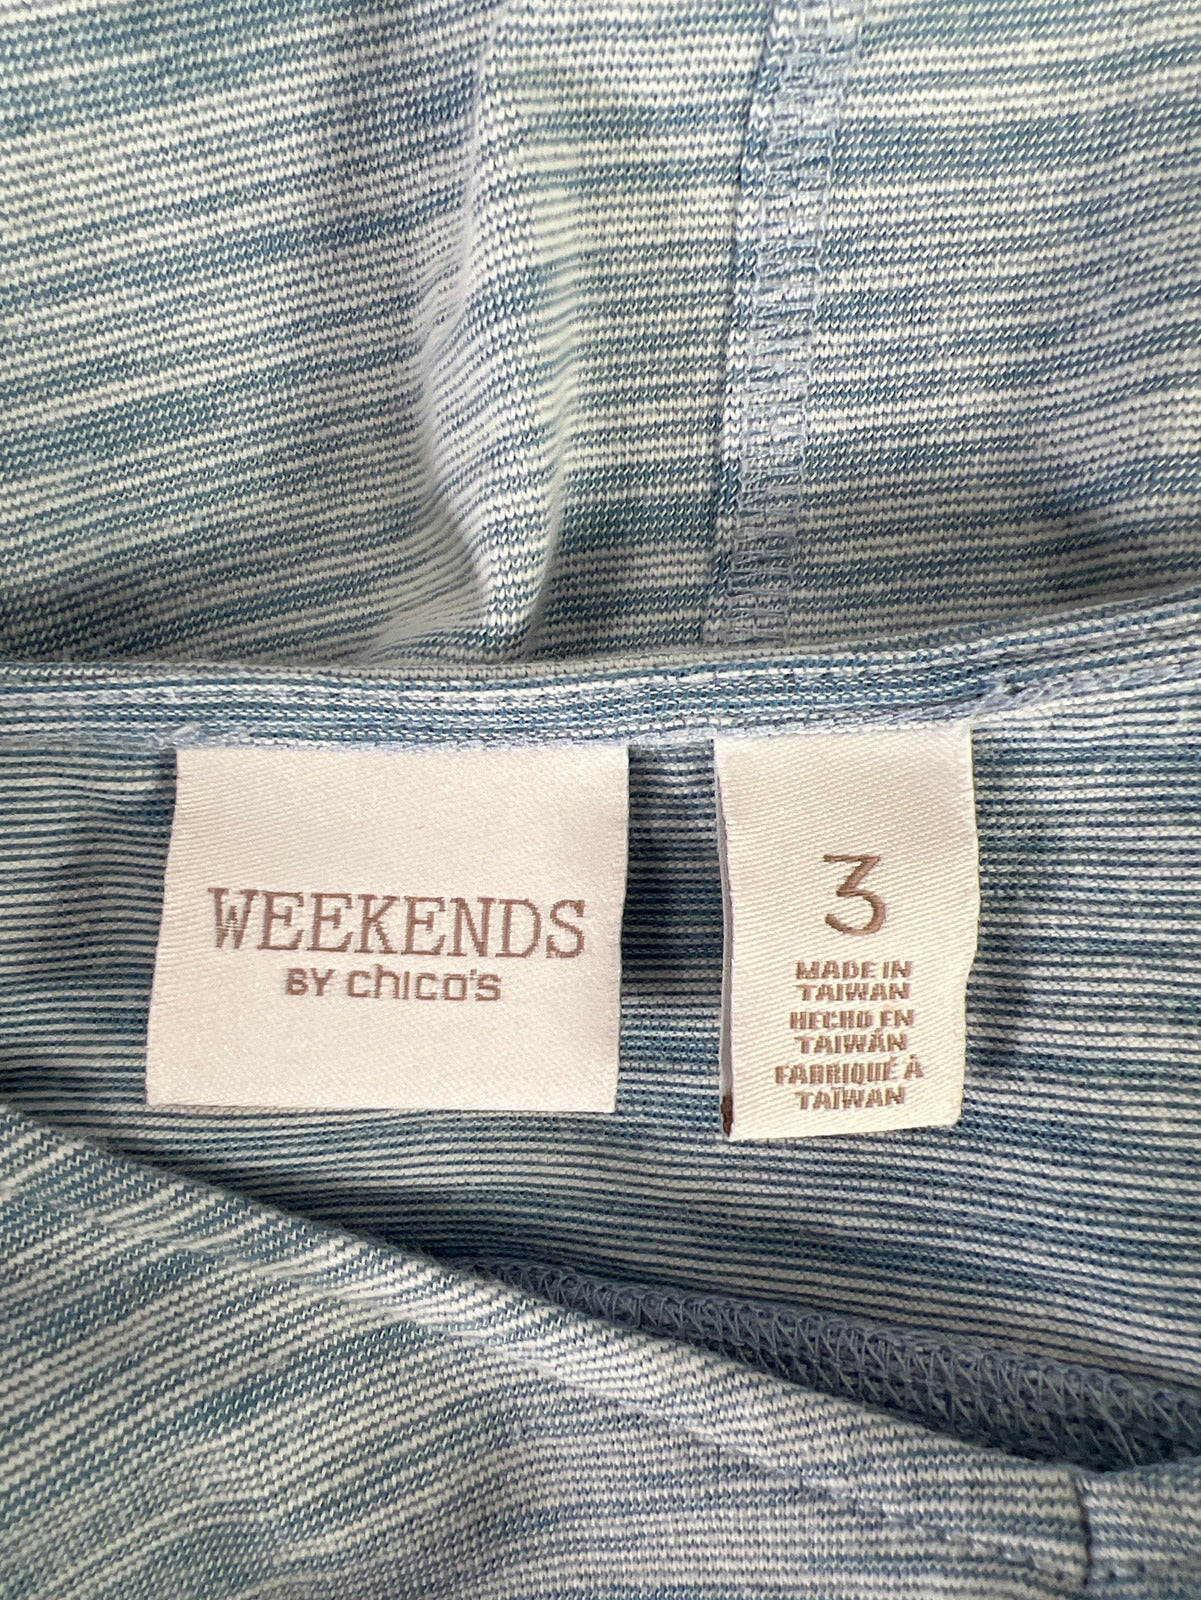 WEEKENDS
BY chico's
3
MADE IN
TAIWAN
HECHO EN
TAIWÁN
FABRIQUÉ À
TAÏWAN